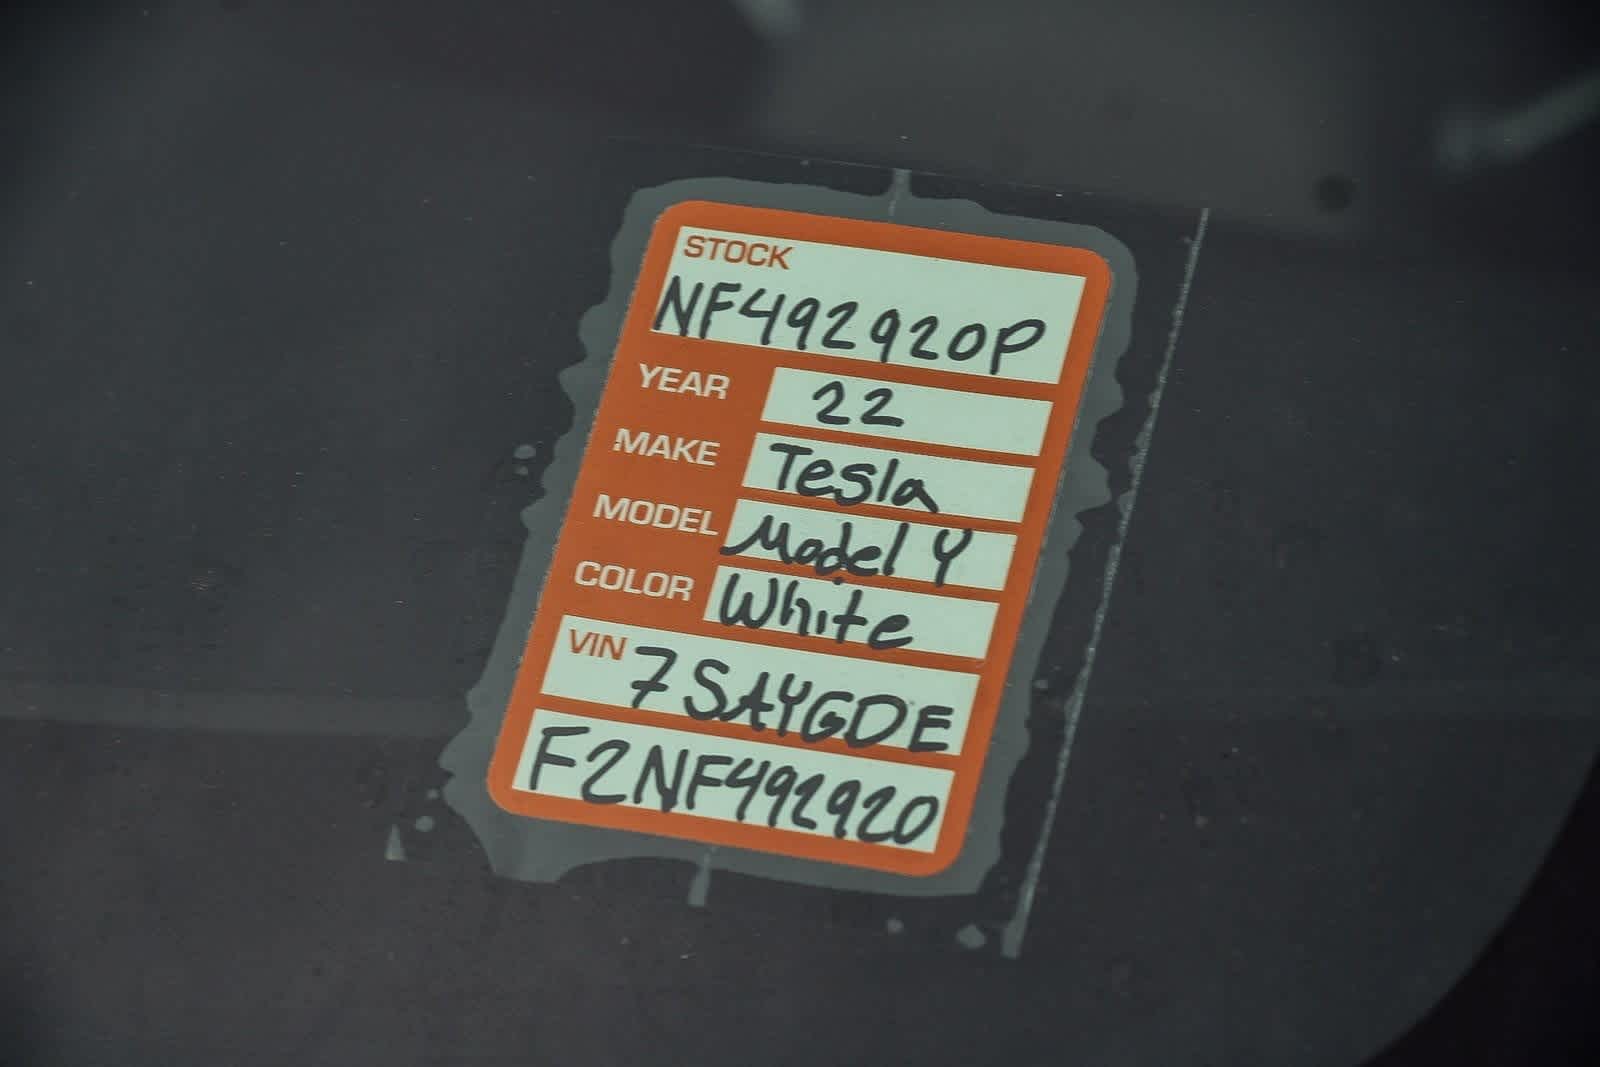 STOCK
NF492920P
YEAR 22
MAKE Tesla
MODEL Model Y
COLOR White
VIN 7SAYGDE
F2NF492920